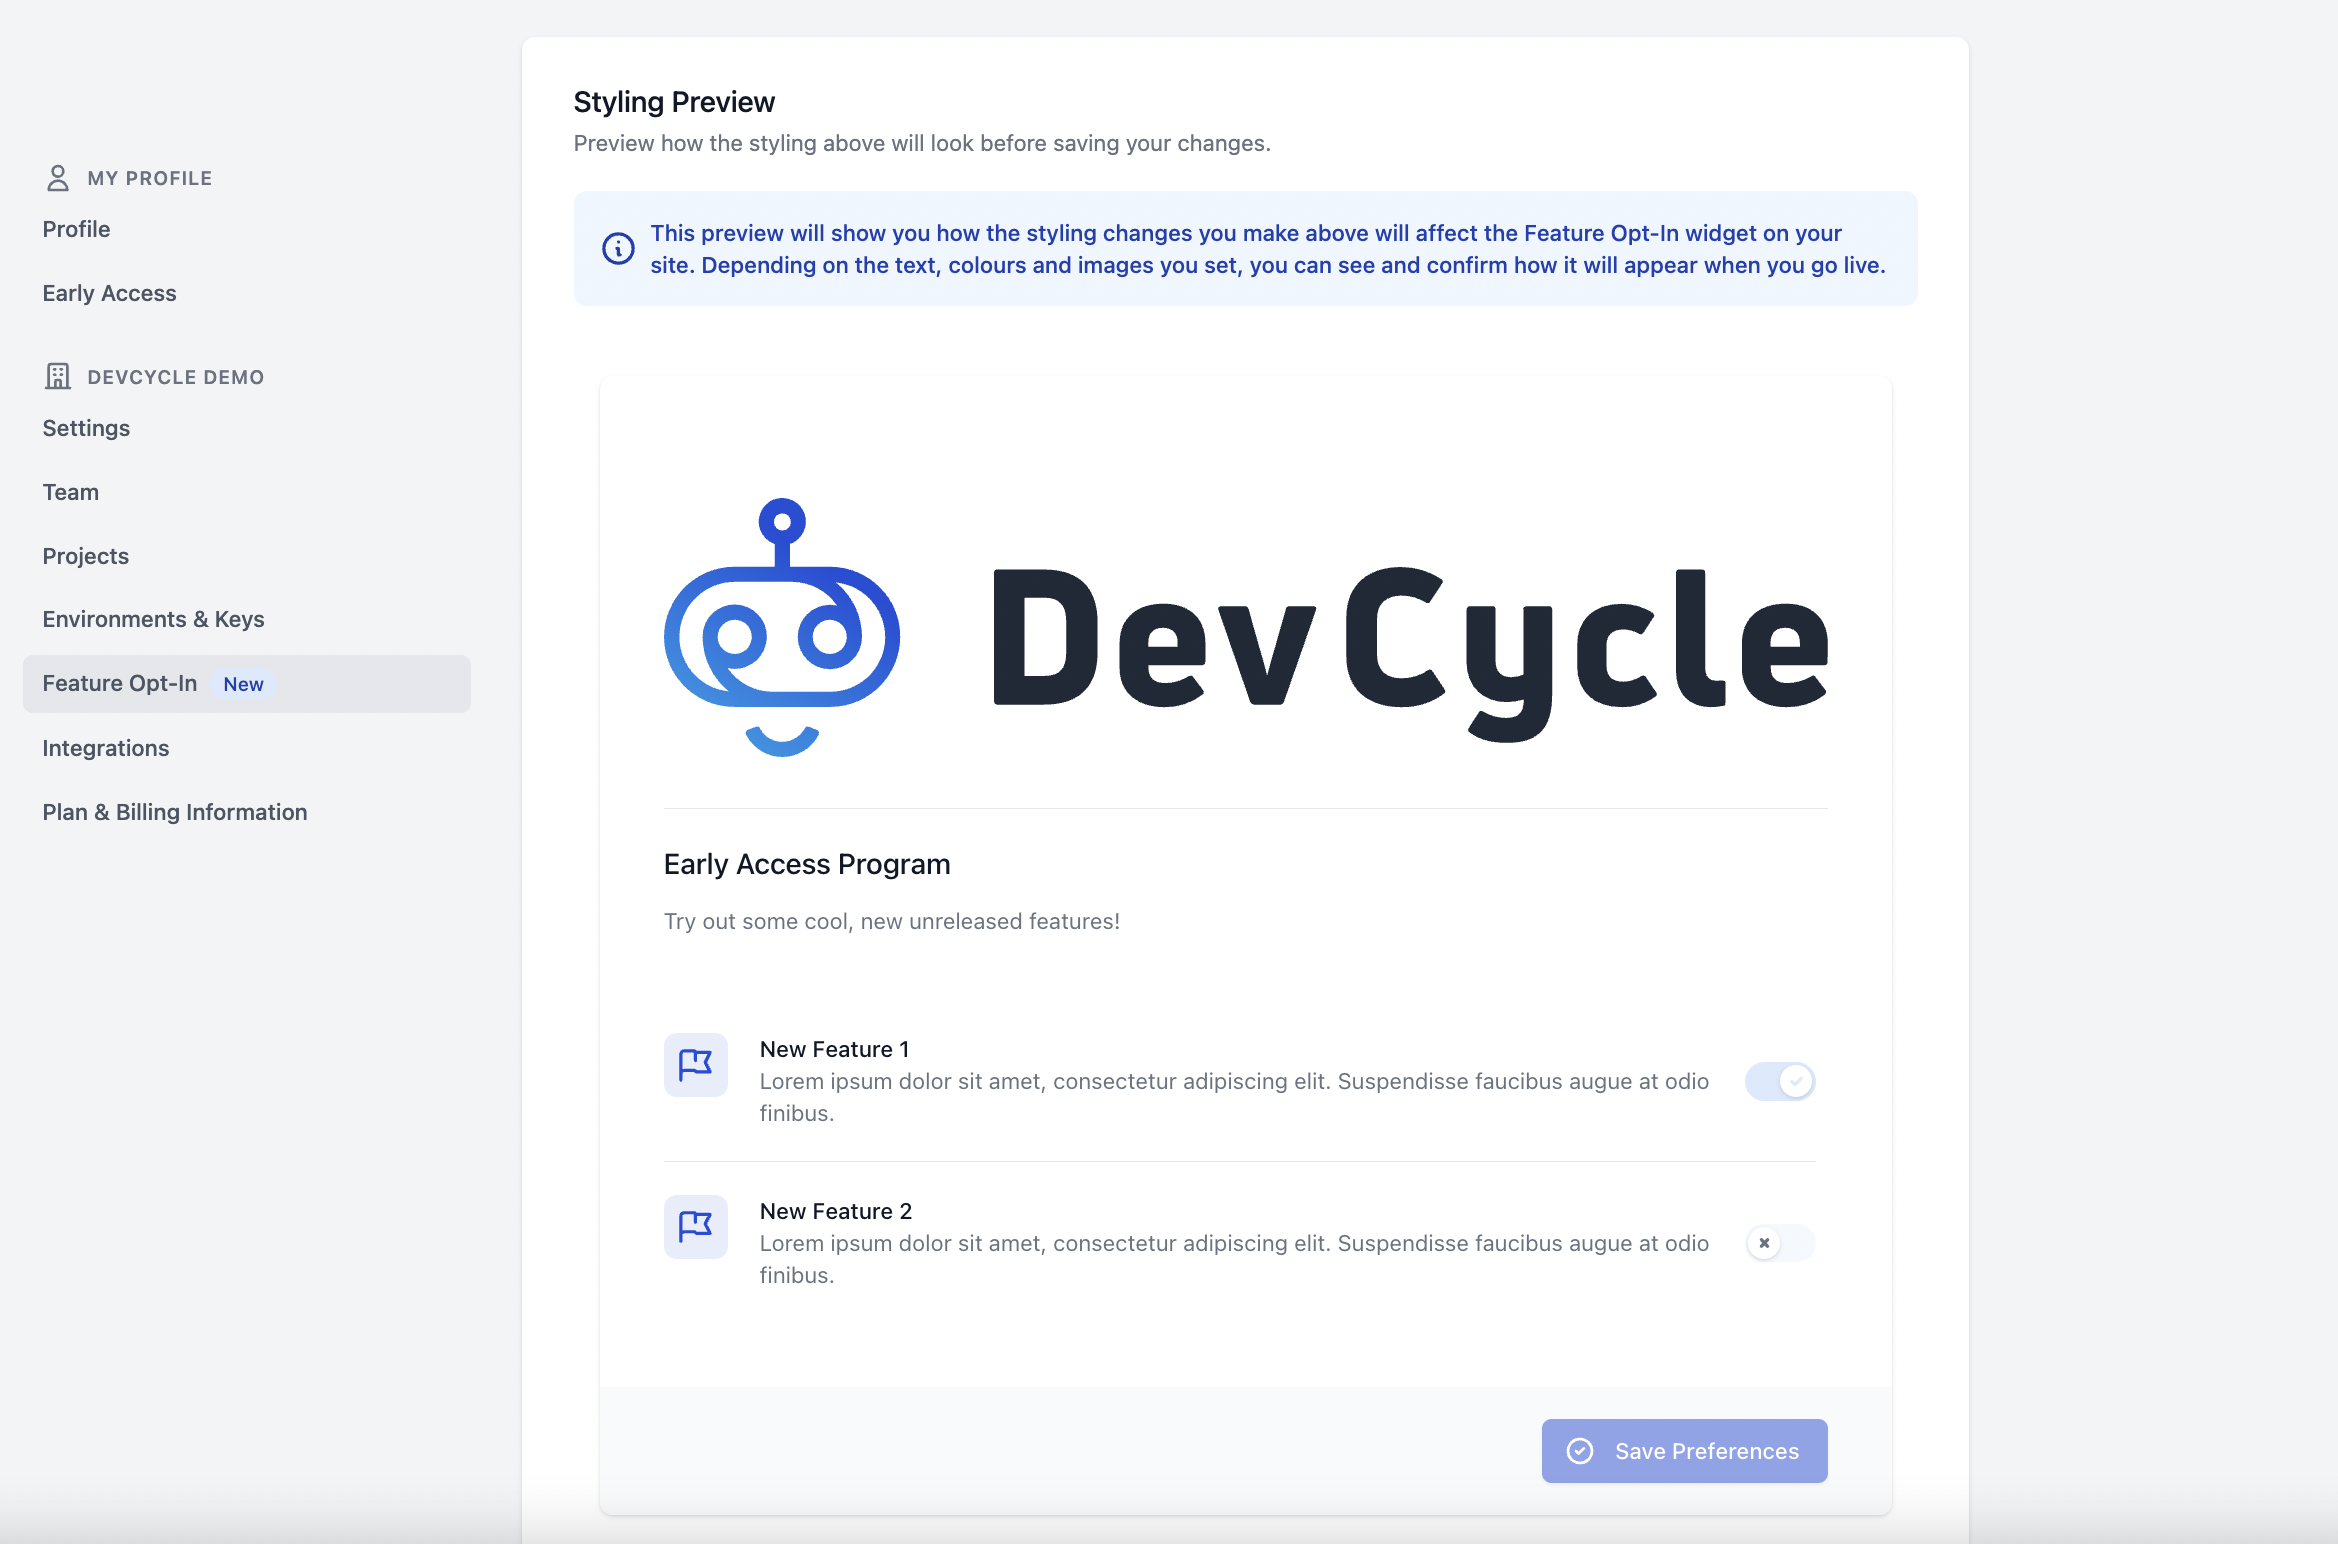 MY PROFILE
Profile
Early Access
DEVCYCLE DEMO
Settings
Team
Projects
Environments & Keys
Feature Opt-In New
Integrations
Plan & Billing Information
Styling Preview
Preview how the styling above will look before saving your changes.
This preview will show you how the styling changes you make above will affect the Feature Opt-In widget on your
site. Depending on the text, colours and images you set, you can see and confirm how it will appear when you go live.
DevCycle
Early Access Program
Try out some cool, new unreleased features!
New Feature 1
Lorem ipsum dolor sit amet, consectetur adipiscing elit. Suspendisse faucibus augue at odio
finibus.
New Feature 2
Lorem ipsum dolor sit amet, consectetur adipiscing elit. Suspendisse faucibus augue at odio
finibus.
Save Preferences